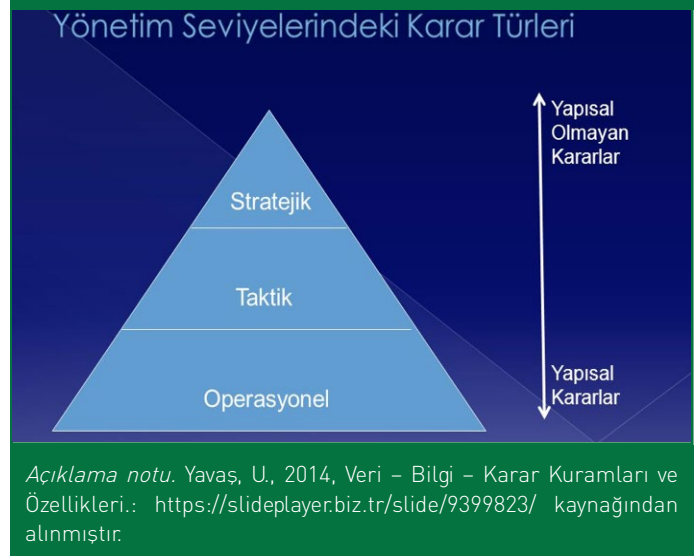 Yönetim Seviyelerindeki Karar Türleri
Stratejik
Taktik
Operasyonel
Yapısal
Olmayan
Kararlar
Yapısal
Kararlar
Açıklama notu. Yavaş, U., 2014, Veri – Bilgi – Karar Kuramları ve
Özellikleri.: https://slideplayer.biz.tr/slide/9399823/ kaynağından
alınmıştır.